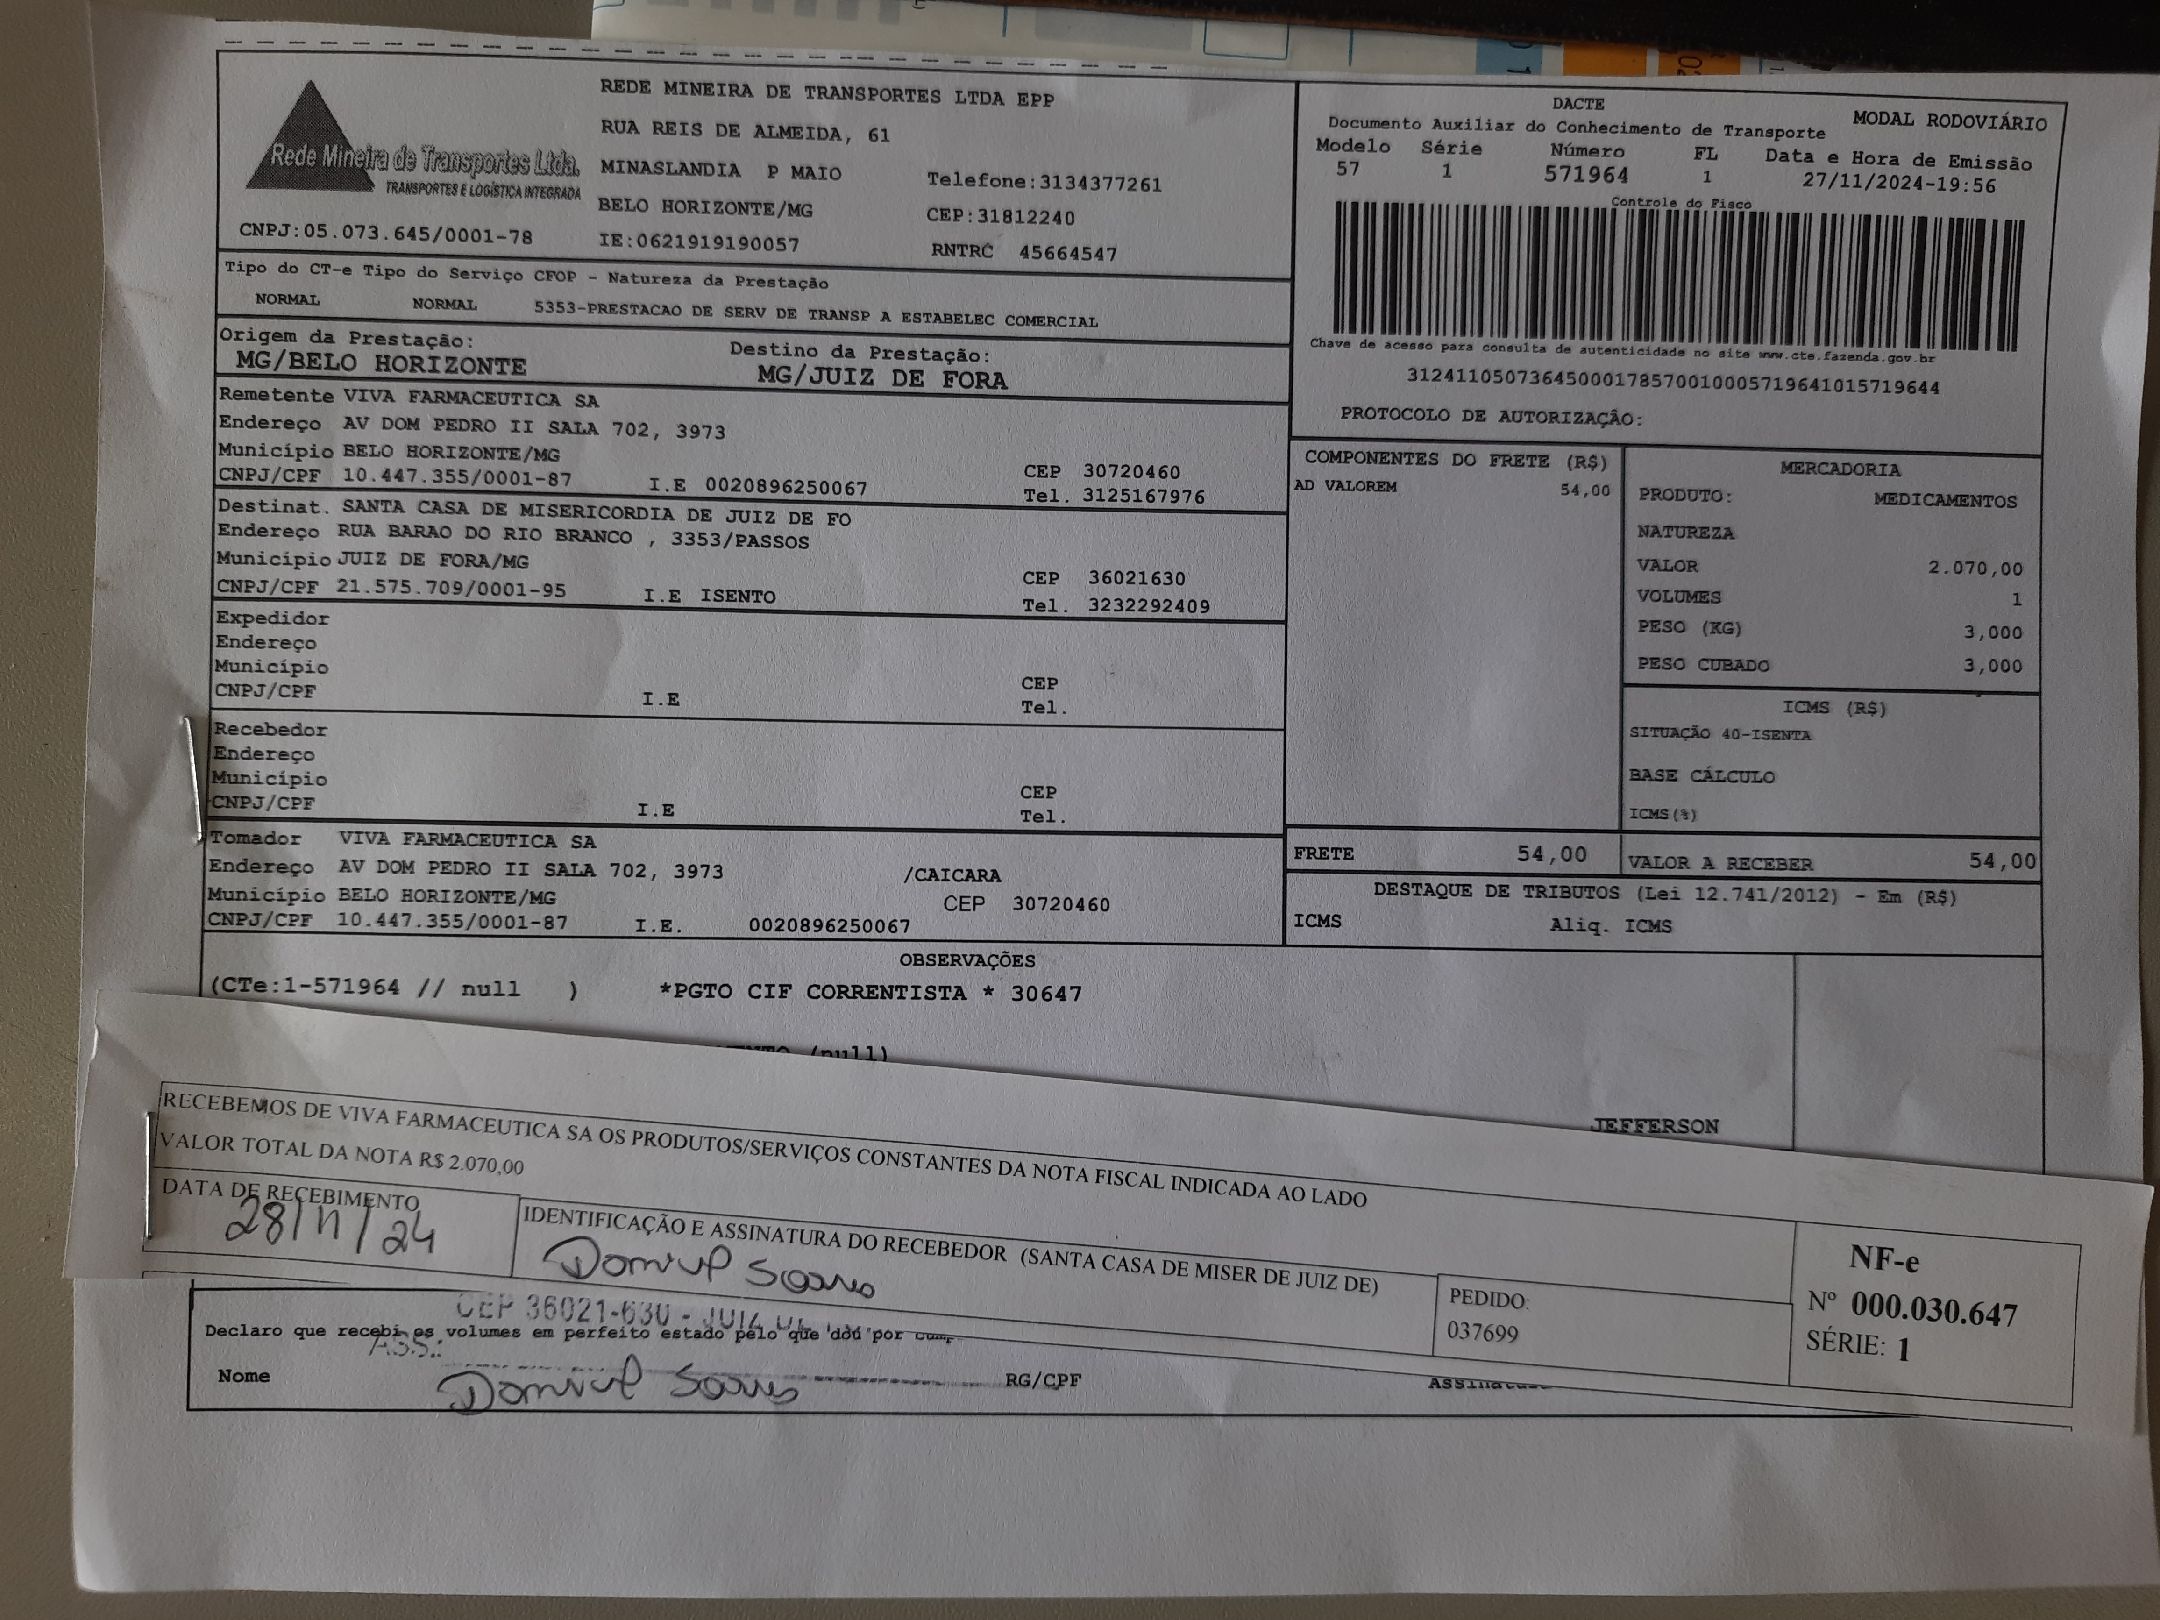 Rede Mineira de Transportes Ltda.
TRANSPORTES E LOGÍSTICA INTEGRADA
CNPJ:05.073.645/0001-78
REDE MINEIRA DE TRANSPORTES LTDA EPP
RUA REIS DE ALMEIDA, 61
MINASLANDIA P MAIO Telefone:3134377261
BELO HORIZONTE/MG CEP:31812240
IE:0621919190057 RNTRC 45664547
DACTE MODAL RODOVIÁRIO
Documento Auxiliar do Conhecimento de Transporte
Modelo Série Número FL Data e Hora de Emissão
57 1 571964 1 27/11/2024-19:56
Controle do Fisco
Chave de acesso para consulta de autenticidade no site www.cte.fazenda.gov.br
31241105073645000178570010005719641015719644
PROTOCOLO DE AUTORIZAÇÃO:
Tipo do CT-e Tipo do Serviço CFOP - Natureza da Prestação
NORMAL NORMAL 5353-PRESTACAO DE SERV DE TRANSP A ESTABELEC COMERCIAL
Origem da Prestação: Destino da Prestação:
MG/BELO HORIZONTE MG/JUIZ DE FORA
Remetente VIVA FARMACEUTICA SA
Endereço AV DOM PEDRO II SALA 702, 3973
Município BELO HORIZONTE/MG CEP 30720460
CNPJ/CPF 10.447.355/0001-87 I.E 0020896250067 Tel. 3125167976
Destinat. SANTA CASA DE MISERICORDIA DE JUIZ DE FO
Endereço RUA BARAO DO RIO BRANCO , 3353/PASSOS
Município JUIZ DE FORA/MG CEP 36021630
CNPJ/CPF 21.575.709/0001-95 I.E ISENTO Tel. 3232292409
Expedidor
Endereço
Município CEP
CNPJ/CPF I.E Tel.
Recebedor
Endereço
Município CEP
CNPJ/CPF I.E Tel.
Tomador VIVA FARMACEUTICA SA
Endereço AV DOM PEDRO II SALA 702, 3973 /CAICARA
Município BELO HORIZONTE/MG CEP 30720460
CNPJ/CPF 10.447.355/0001-87 I.E. 0020896250067
COMPONENTES DO FRETE (R$)
AD VALOREM 54,00
MERCADORIA
PRODUTO: MEDICAMENTOS
NATUREZA
VALOR 2.070,00
VOLUMES 1
PESO (KG) 3,000
PESO CUBADO 3,000
ICMS (R$)
SITUAÇÃO 40-ISENTA
BASE CÁLCULO
ICMS(%)
FRETE 54,00 VALOR A RECEBER 54,00
DESTAQUE DE TRIBUTOS (Lei 12.741/2012) - Em (R$)
ICMS Aliq. ICMS
OBSERVAÇÕES
(CTe:1-571964 // null ) *PGTO CIF CORRENTISTA * 30647
(null)
JEFFERSON
RECEBEMOS DE VIVA FARMACEUTICA SA OS PRODUTOS/SERVIÇOS CONSTANTES DA NOTA FISCAL INDICADA AO LADO
VALOR TOTAL DA NOTA R$ 2.070,00
DATA DE RECEBIMENTO
28/11/24
IDENTIFICAÇÃO E ASSINATURA DO RECEBEDOR (SANTA CASA DE MISER DE JUIZ DE)
PEDIDO:
037699
NF-e
Nº 000.030.647
SÉRIE: 1
CEP 36021-630 - JUIZ DE
Declaro que recebi os volumes em perfeito estado pelo que dou por
ASS.:
Nome RG/CPF